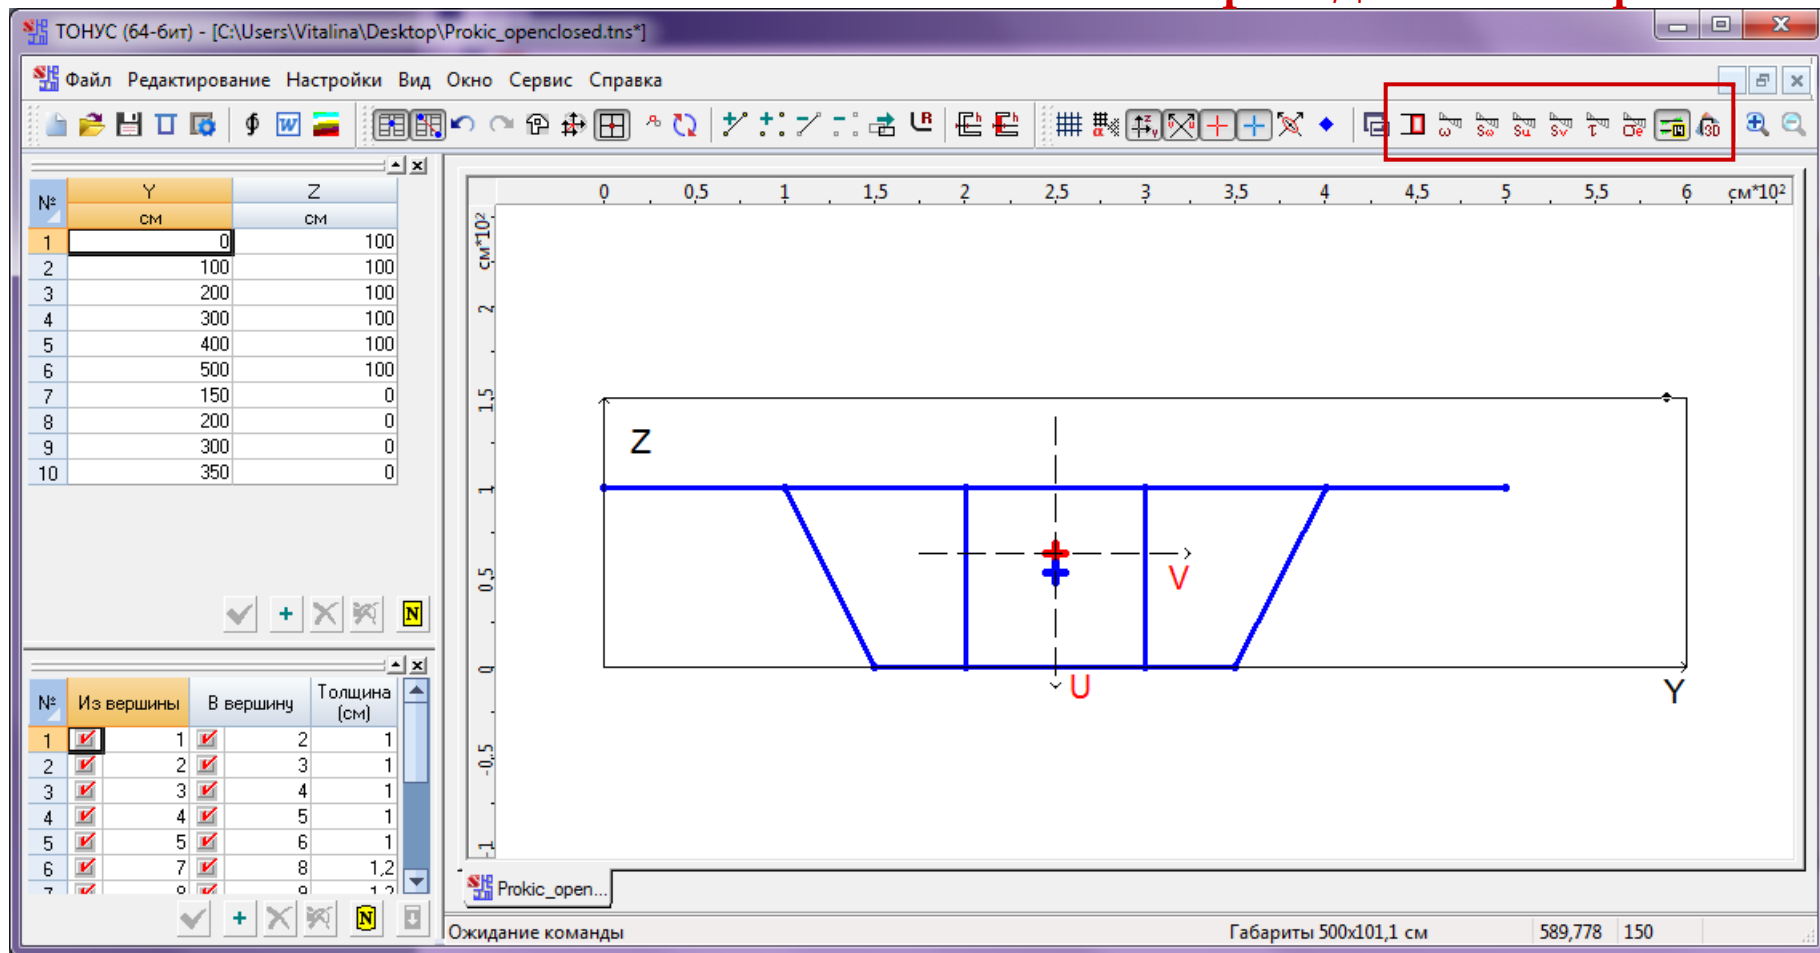 ТОНУС (64-бит) - [C:\Users\Vitalina\Desktop\Prokic_openclosed.tns*]
Файл Редактирование Настройки Вид Окно Сервис Справка
№ Y Z
см см
1 0 100
2 100 100
3 200 100
4 300 100
5 400 100
6 500 100
7 150 0
8 200 0
9 300 0
10 350 0
N
№ Из вершины В вершину Толщина (см)
1 1 2 1
2 2 3 1
3 3 4 1
4 4 5 1
5 5 6 1
6 7 8 1,2
N
0 0,5 1 1,5 2 2,5 3 3,5 4 4,5 5 5,5 6 см*10²
см*10²
2
1,5
1
0,5
0
-0,5
-1
Z
V
U
Y
Prokic_open...
Ожидание команды
Габариты 500x101,1 см
589,778 150